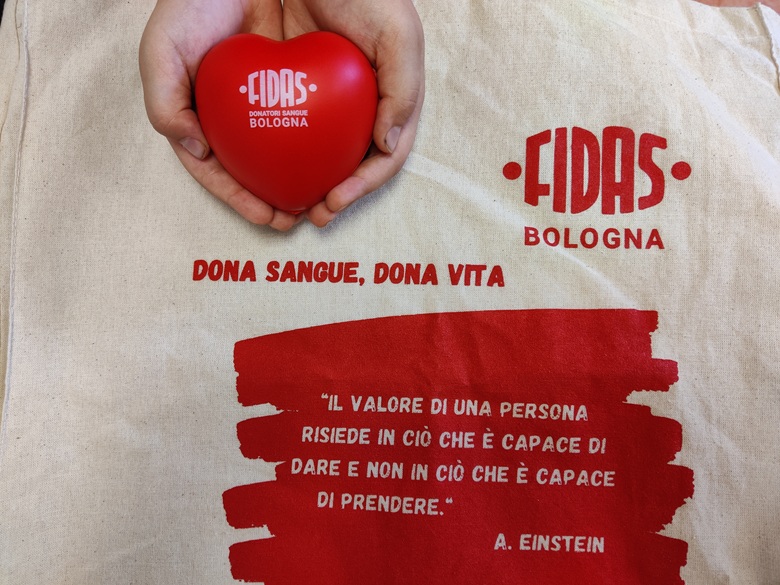 •FIDAS•
DONATORI SANGUE
BOLOGNA
•FIDAS•
BOLOGNA
DONA SANGUE, DONA VITA
"IL VALORE DI UNA PERSONA
RISIEDE IN CIÒ CHE È CAPACE DI
DARE E NON IN CIÒ CHE È CAPACE
DI PRENDERE."
A. EINSTEIN